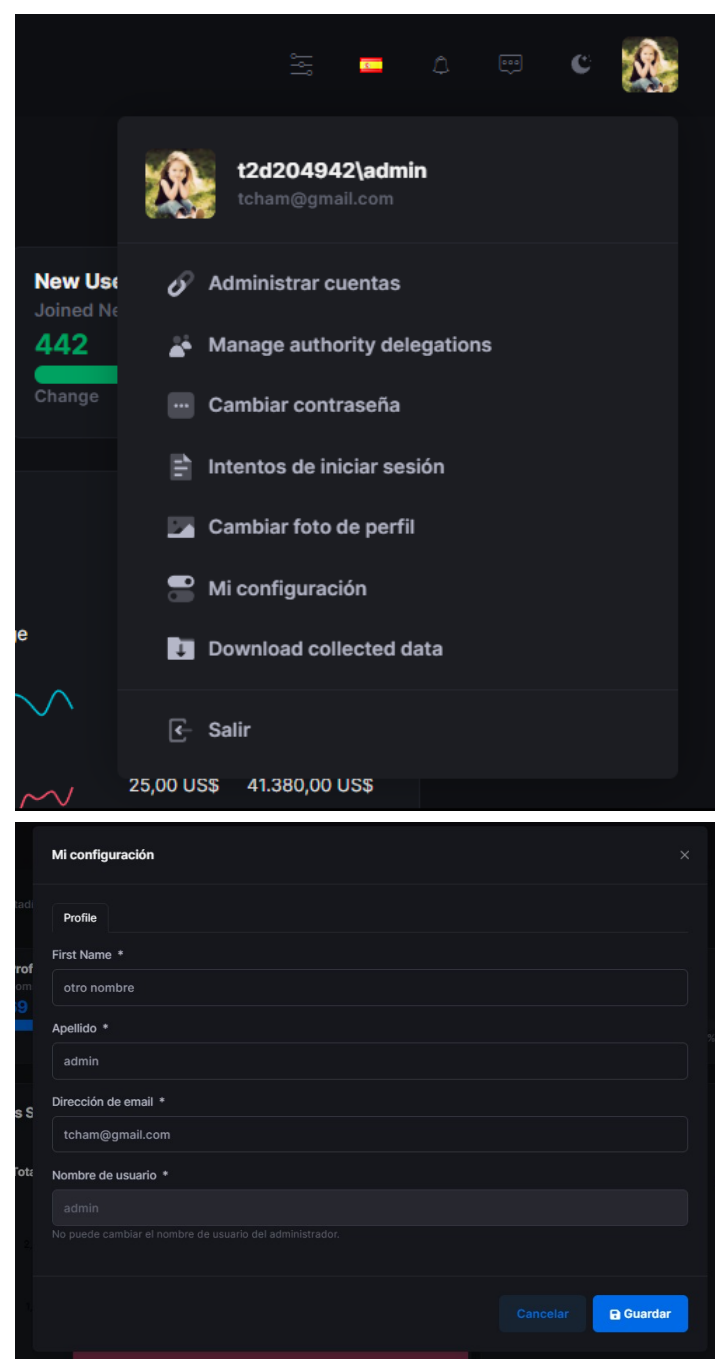 t2d204942\admin
tcham@gmail.com
New Use
Joined Ne
442
Change
Administrar cuentas
Manage authority delegations
Cambiar contraseña
Intentos de iniciar sesión
Cambiar foto de perfil
Mi configuración
Download collected data
Salir
ge
25,00 US$ 41.380,00 US$
Mi configuración
Profile
First Name *
otro nombre
Apellido *
admin
Dirección de email *
tcham@gmail.com
Nombre de usuario *
admin
No puede cambiar el nombre de usuario del administrador.
Cancelar
Guardar
rof
s S
Tota
%